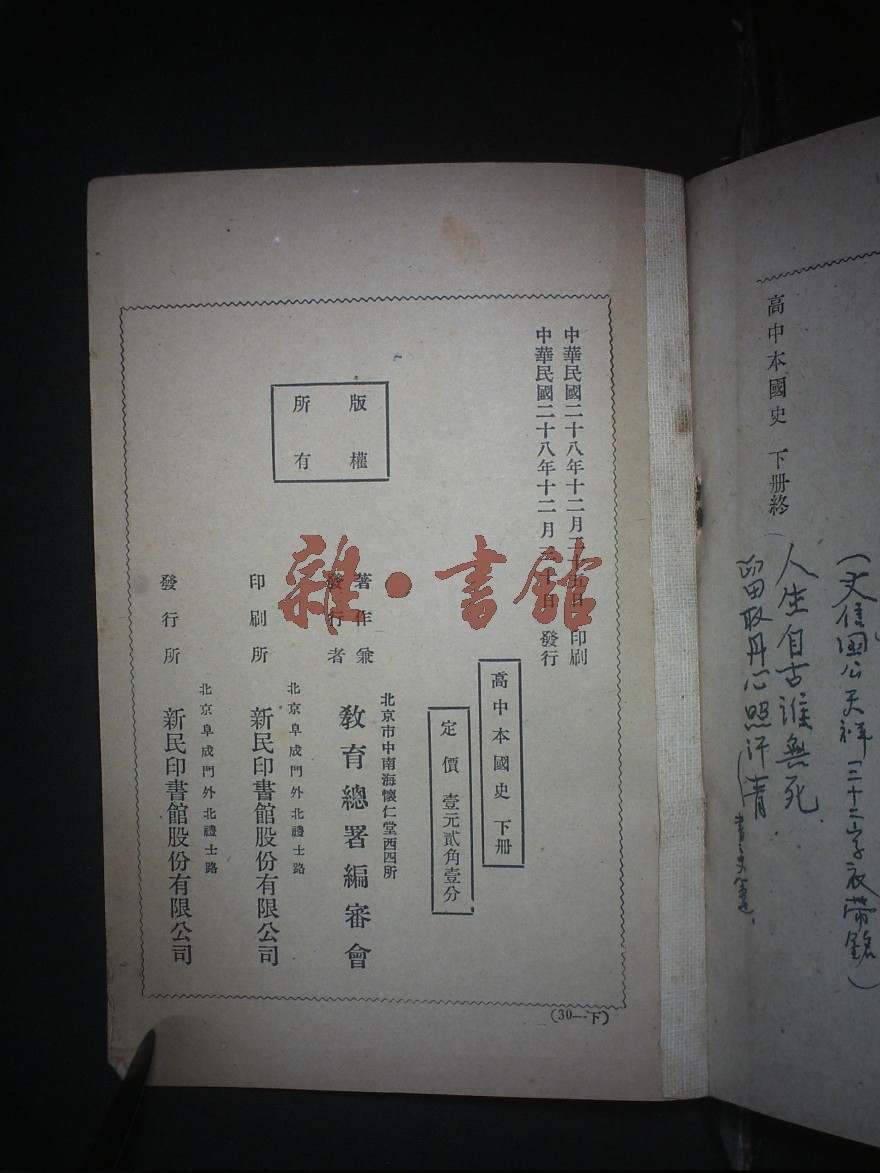 高中本國史 下册終
(文信国公天祥 三十二字衣帶銘)
人生自古誰無死
留取丹心照汗青
中華民國二十八年十二月二十五日 印刷
中華民國二十八年十二月三十日 發行
高中本國史 下册
定價 壹元貳角壹分
北京市中南海懷仁堂西四所
著作兼
發行者
教育總署編審會
版權
所有
北京阜成門外北禮士路
印刷所 新民印書館股份有限公司
北京阜成門外北禮士路
發行所 新民印書館股份有限公司
(30—下)
雜·書館